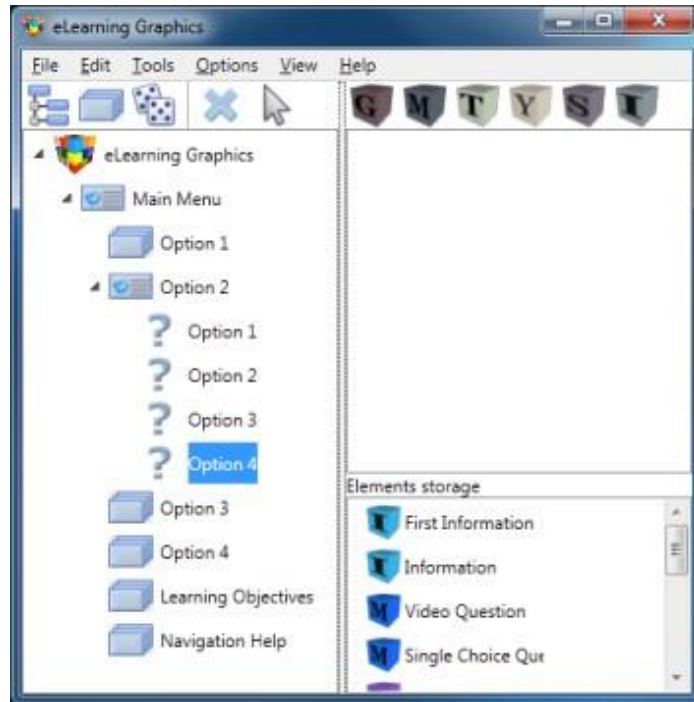 eLearning Graphics
File Edit Tools Options View Help
G M T Y S I
eLearning Graphics
Main Menu
Option 1
Option 2
Option 1
Option 2
Option 3
Option 4
Option 3
Option 4
Learning Objectives
Navigation Help
Elements storage
I First Information
I Information
M Video Question
M Single Choice Que